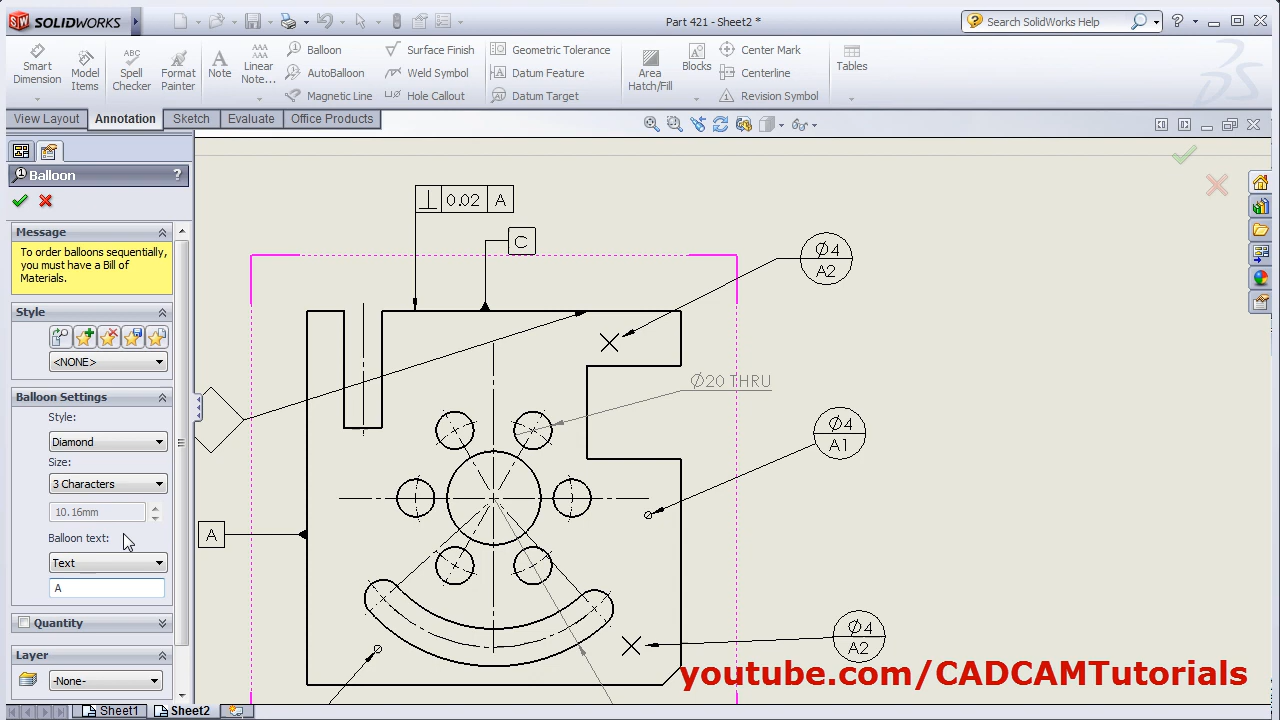 SOLIDWORKS
Part 421 - Sheet2 *
Search SolidWorks Help
Smart Dimension
Model Items
Spell Checker
Format Painter
Note
Linear Note...
Balloon
AutoBalloon
Magnetic Line
Surface Finish
Weld Symbol
Hole Callout
Geometric Tolerance
Datum Feature
Datum Target
Area Hatch/Fill
Blocks
Center Mark
Centerline
Revision Symbol
Tables
View Layout
Annotation
Sketch
Evaluate
Office Products
Balloon
?
Message
To order balloons sequentially,
you must have a Bill of
Materials.
Style
<NONE>
Balloon Settings
Style:
Diamond
Size:
3 Characters
10.16mm
Balloon text:
Text
A
Quantity
Layer
-None-
⊥ 0.02 A
C
Ø4
A2
Ø20 THRU
Ø4
A1
A
Ø4
A2
youtube.com/CADCAMTutorials
Sheet1
Sheet2